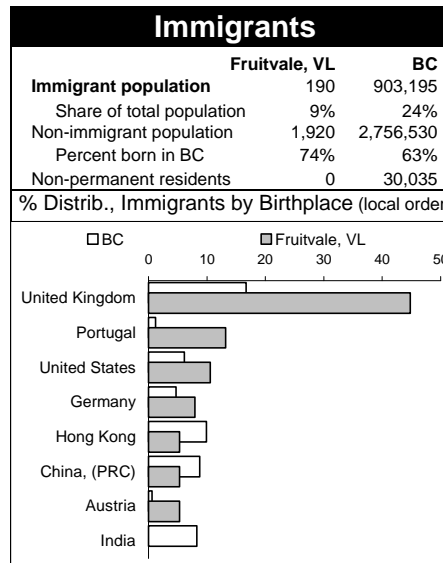 Immigrants
Fruitvale, VL BC
Immigrant population 190 903,195
Share of total population 9% 24%
Non-immigrant population 1,920 2,756,530
Percent born in BC 74% 63%
Non-permanent residents 0 30,035
% Distrib., Immigrants by Birthplace (local order
BC Fruitvale, VL
0 10 20 30 40 50
United Kingdom
Portugal
United States
Germany
Hong Kong
China, (PRC)
Austria
India